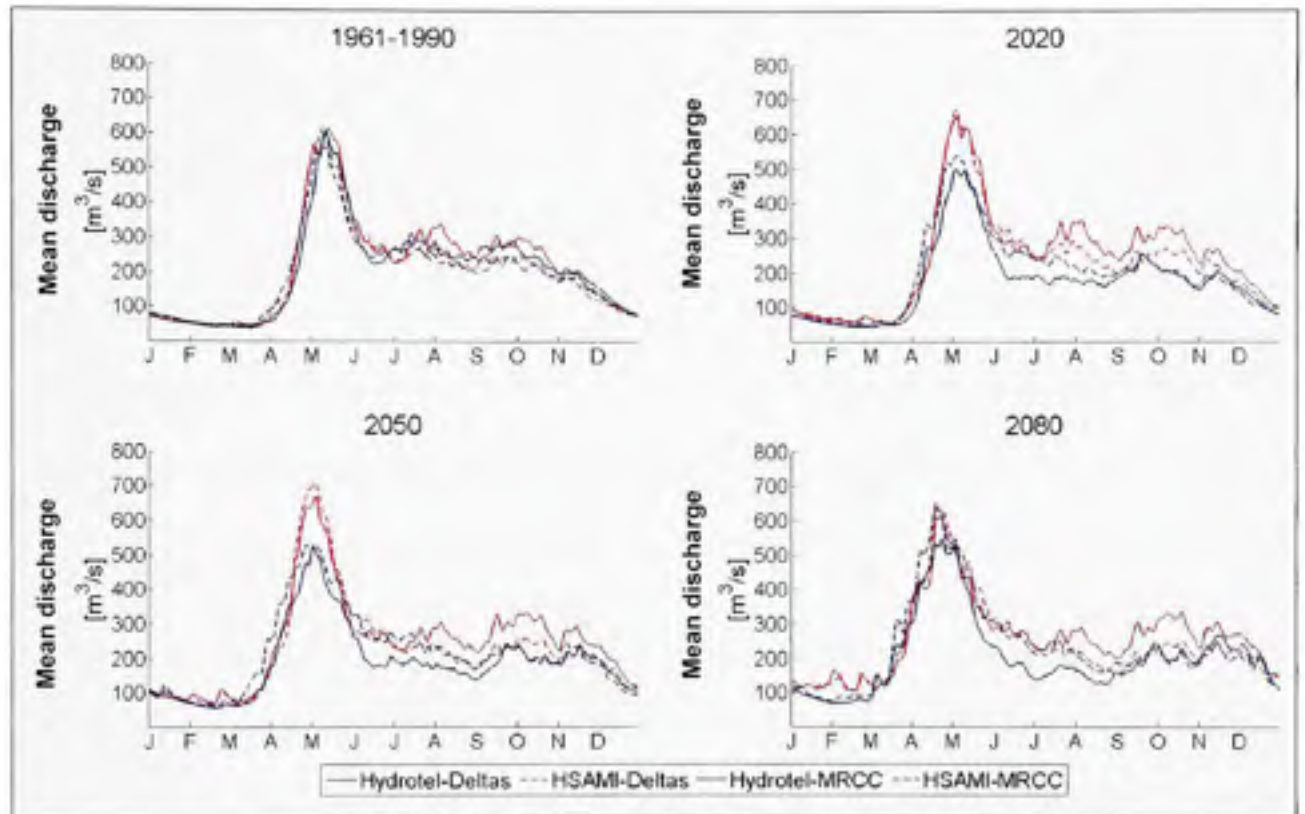 1961-1990
Mean discharge
[m³/s]
800
700
600
500
400
300
200
100
J F M A M J J A S O N D
2020
Mean discharge
[m³/s]
800
700
600
500
400
300
200
100
J F M A M J J A S O N D
2050
Mean discharge
[m³/s]
800
700
600
500
400
300
200
100
J F M A M J J A S O N D
2080
Mean discharge
[m³/s]
800
700
600
500
400
300
200
100
J F M A M J J A S O N D
Hydrotel-Deltas HSAMI-Deltas Hydrotel-MRCC HSAMI-MRCC